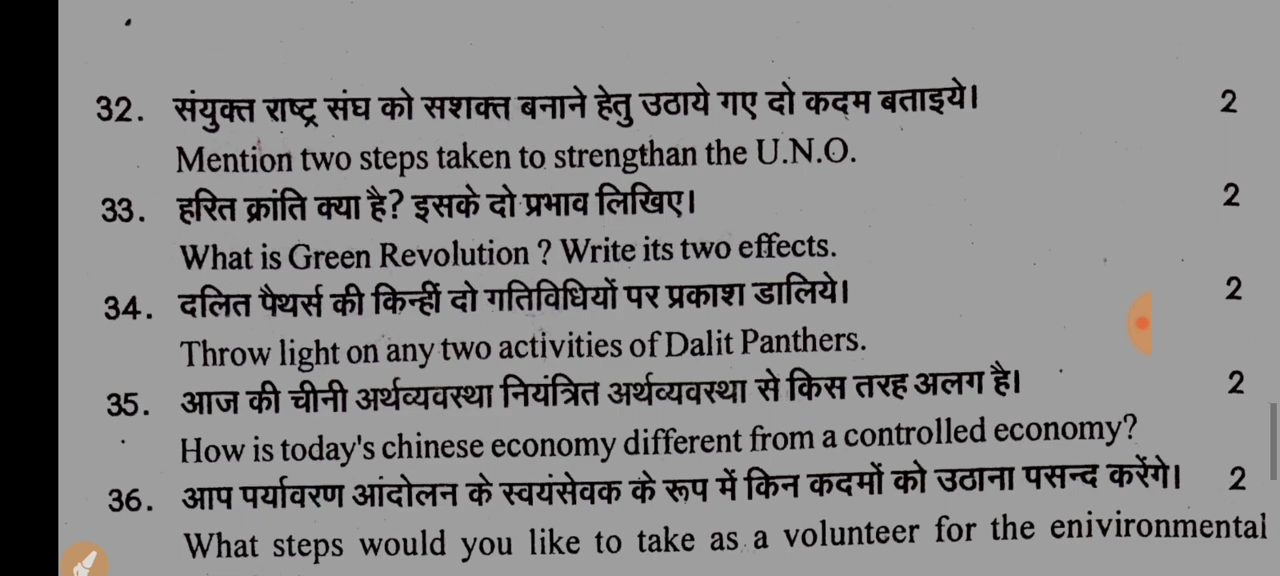 32. संयुक्त राष्ट्र संघ को सशक्त बनाने हेतु उठाये गए दो कदम बताइये। 2
Mention two steps taken to strengthan the U.N.O.
33. हरित क्रांति क्या है? इसके दो प्रभाव लिखिए। 2
What is Green Revolution ? Write its two effects.
34. दलित पैथर्स की किन्हीं दो गतिविधियों पर प्रकाश डालिये। 2
Throw light on any two activities of Dalit Panthers.
35. आज की चीनी अर्थव्यवस्था नियंत्रित अर्थव्यवस्था से किस तरह अलग है। 2
How is today's chinese economy different from a controlled economy?
36. आप पर्यावरण आंदोलन के स्वयंसेवक के रूप में किन कदमों को उठाना पसन्द करेंगे। 2
What steps would you like to take as a volunteer for the enivironmental